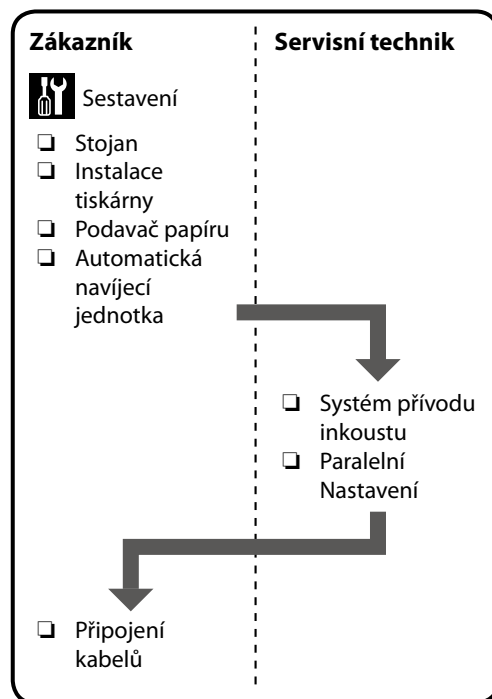 Zákazník
Servisní technik
Sestavení
❏ Stojan
❏ Instalace
tiskárny
❏ Podavač papíru
❏ Automatická
navíjecí
jednotka
❏ Systém přívodu
inkoustu
❏ Paralelní
Nastavení
❏ Připojení
kabelů